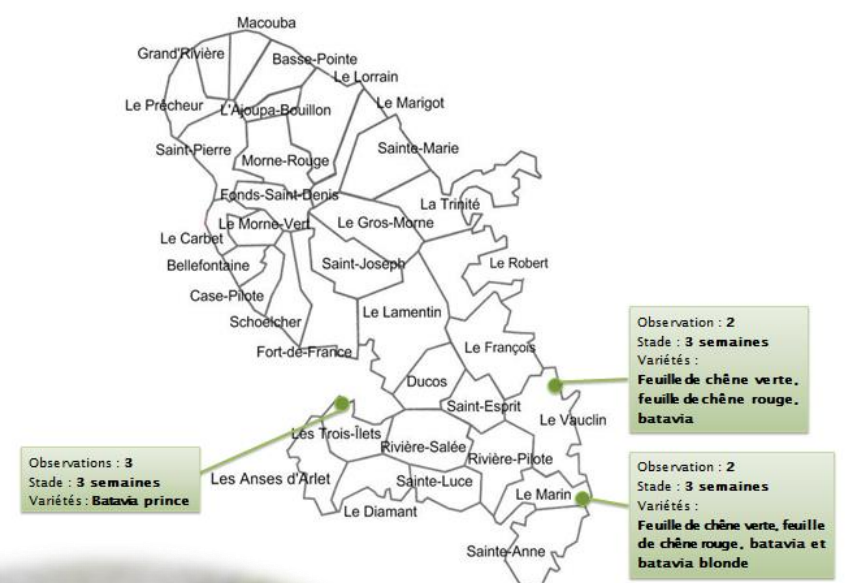 Macouba
Grand'Rivière
Basse-Pointe
Le Lorrain
Le Prêcheur
L'Ajoupa-Bouillon
Le Marigot
Saint-Pierre
Morne-Rouge
Sainte-Marie
Fonds-Saint-Denis
La Trinité
Le Morne-Vert
Le Gros-Morne
Le Carbet
Bellefontaine
Saint-Joseph
Le Robert
Case-Pilote
Schoelcher
Le Lamentin
Fort-de-France
Le François
Observation : 2
Stade : 3 semaines
Variétés :
Feuille de chêne verte,
feuille de chêne rouge,
batavia
Ducos
Saint-Esprit
Le Vauclin
Les Trois-Îlets
Rivière-Salée
Rivière-Pilote
Observations : 3
Stade : 3 semaines
Variétés : Batavia prince
Les Anses d'Arlet
Sainte-Luce
Le Marin
Le Diamant
Sainte-Anne
Observation : 2
Stade : 3 semaines
Variétés :
Feuille de chêne verte, feuille
de chêne rouge, batavia et
batavia blonde